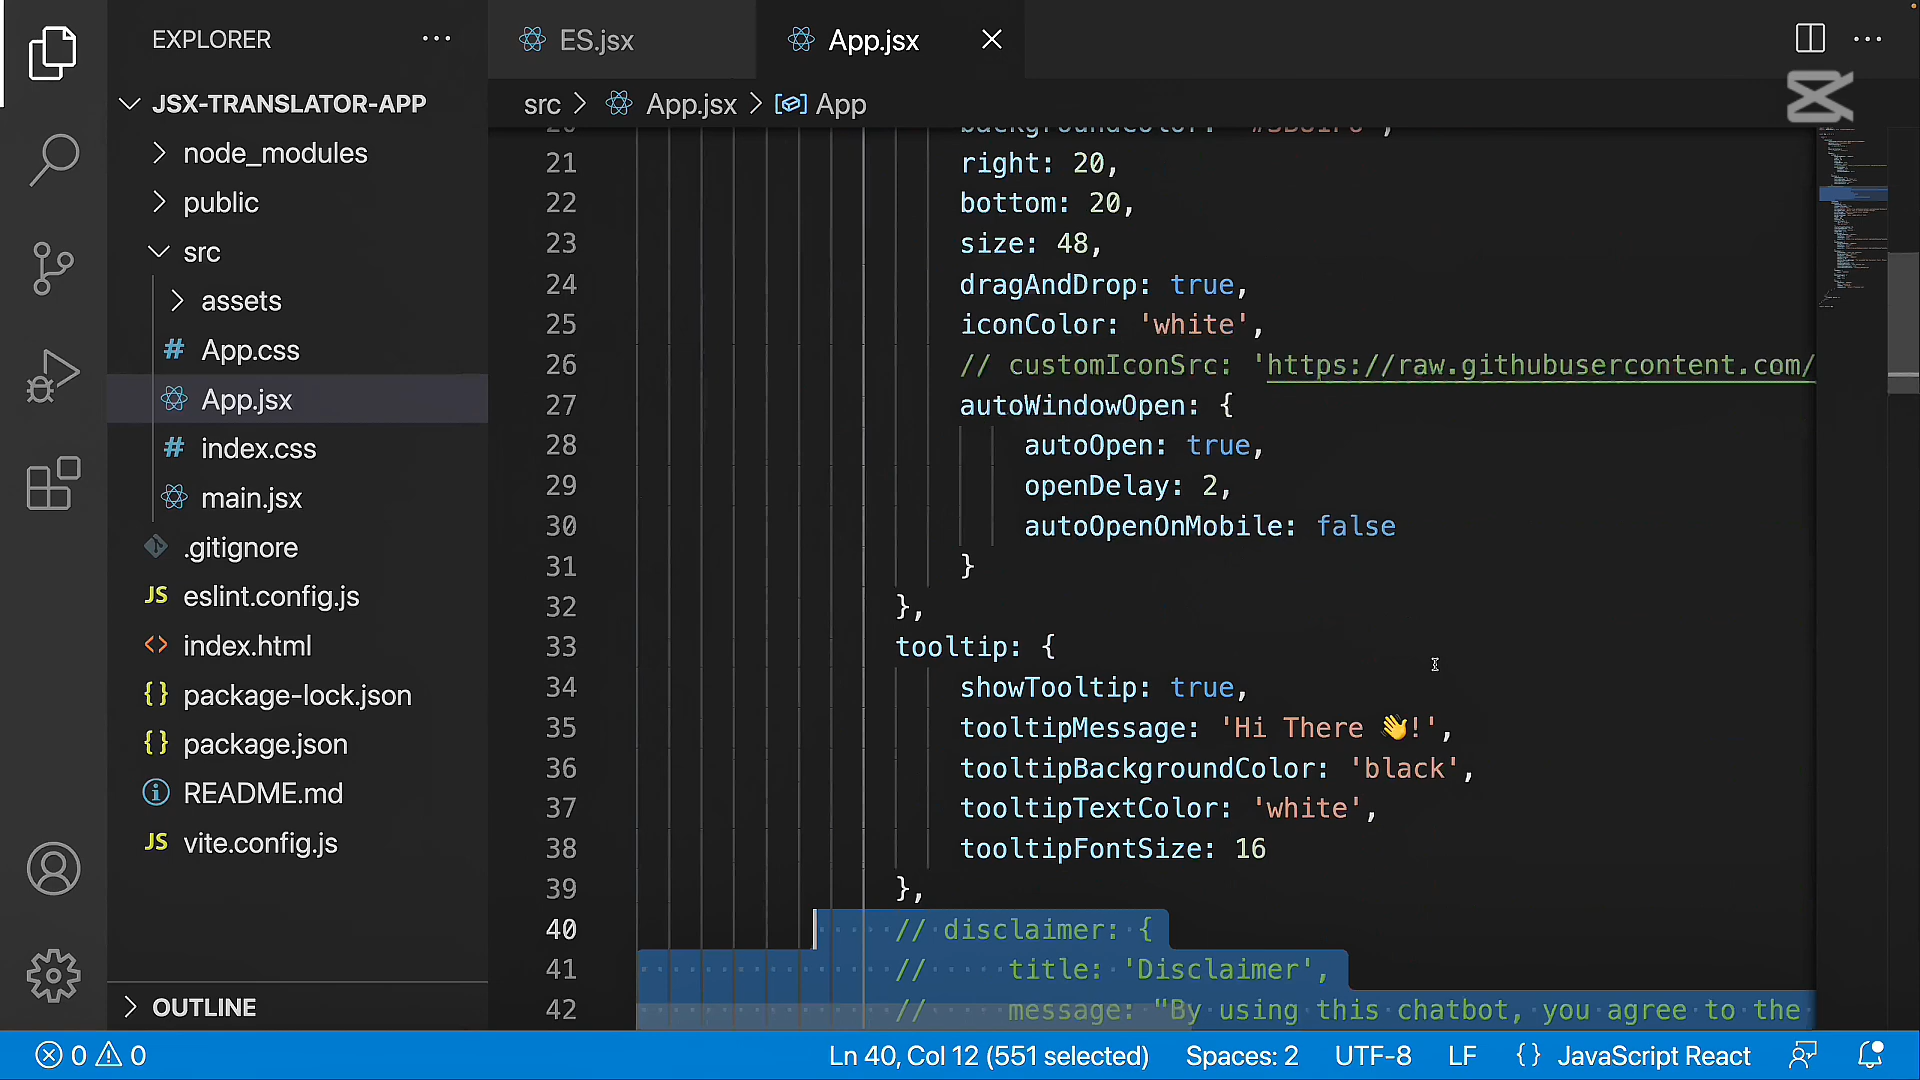 EXPLORER
JSX-TRANSLATOR-APP
node_modules
public
src
assets
# App.css
App.jsx
# index.css
main.jsx
.gitignore
JS eslint.config.js
<> index.html
{} package-lock.json
{} package.json
README.md
JS vite.config.js
OUTLINE
ES.jsx
App.jsx
src > App.jsx > App
21 right: 20,
22 bottom: 20,
23 size: 48,
24 dragAndDrop: true,
25 iconColor: 'white',
26 // customIconSrc: 'https://raw.githubusercontent.com/
27 autoWindowOpen: {
28 autoOpen: true,
29 openDelay: 2,
30 autoOpenOnMobile: false
31 }
32 },
33 tooltip: {
34 showTooltip: true,
35 tooltipMessage: 'Hi There 👋!',
36 tooltipBackgroundColor: 'black',
37 tooltipTextColor: 'white',
38 tooltipFontSize: 16
39 },
40 // disclaimer: {
41 // title: 'Disclaimer',
42 // message: "By using this chatbot, you agree to the
0 0
Ln 40, Col 12 (551 selected) Spaces: 2 UTF-8 LF {} JavaScript React